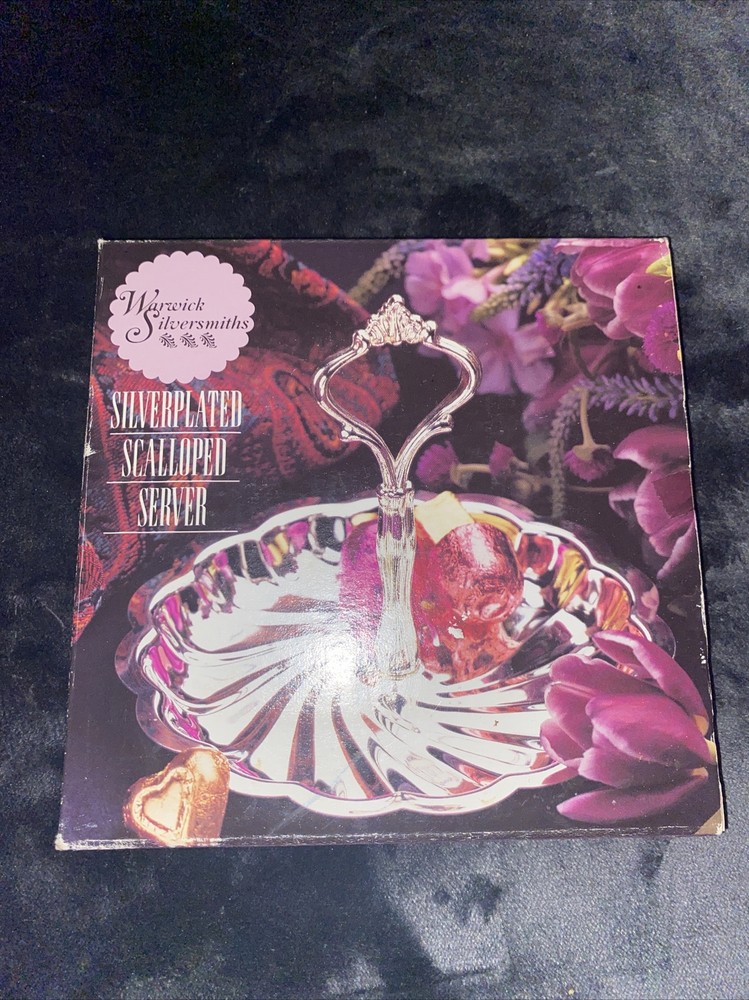 Warwick
Silversmiths
SILVERPLATED
SCALLOPED
SERVER